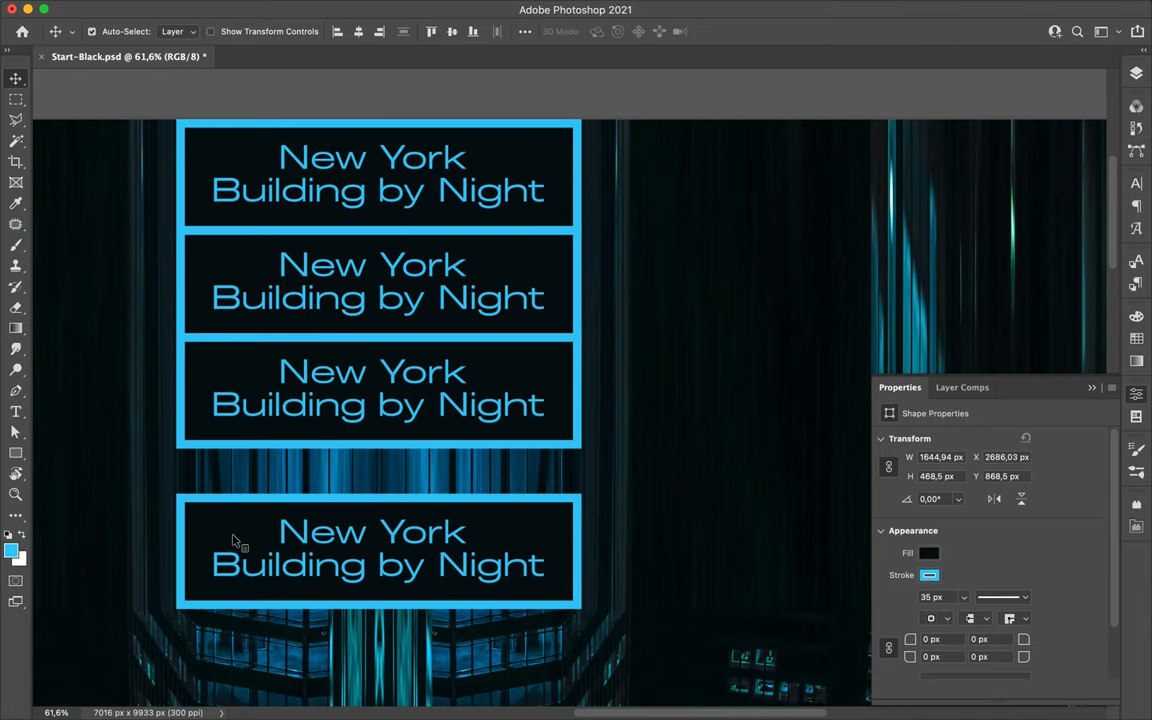 Adobe Photoshop 2021
Auto-Select:
Layer
Show Transform Controls
3D Mode:
Start-Black.psd @ 61,6% (RGB/8) *
New York
Building by Night
New York
Building by Night
New York
Building by Night
New York
Building by Night
Properties
Layer Comps
Shape Properties
Transform
W 1644,94 px X 2686,03 px
H 468,5 px Y 868,5 px
0,00°
Appearance
Fill
Stroke
35 px
0 px 0 px
0 px 0 px
61,6% 7016 px x 9933 px (300 ppi)